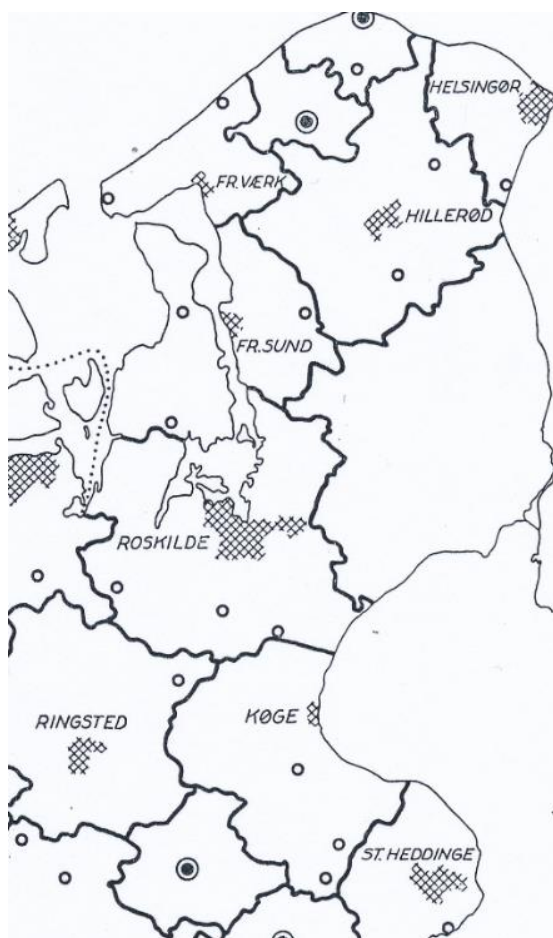 HELSINGØR
FR.VÆRK
HILLERØD
FR.SUND
ROSKILDE
RINGSTED
KØGE
ST. HEDDINGE